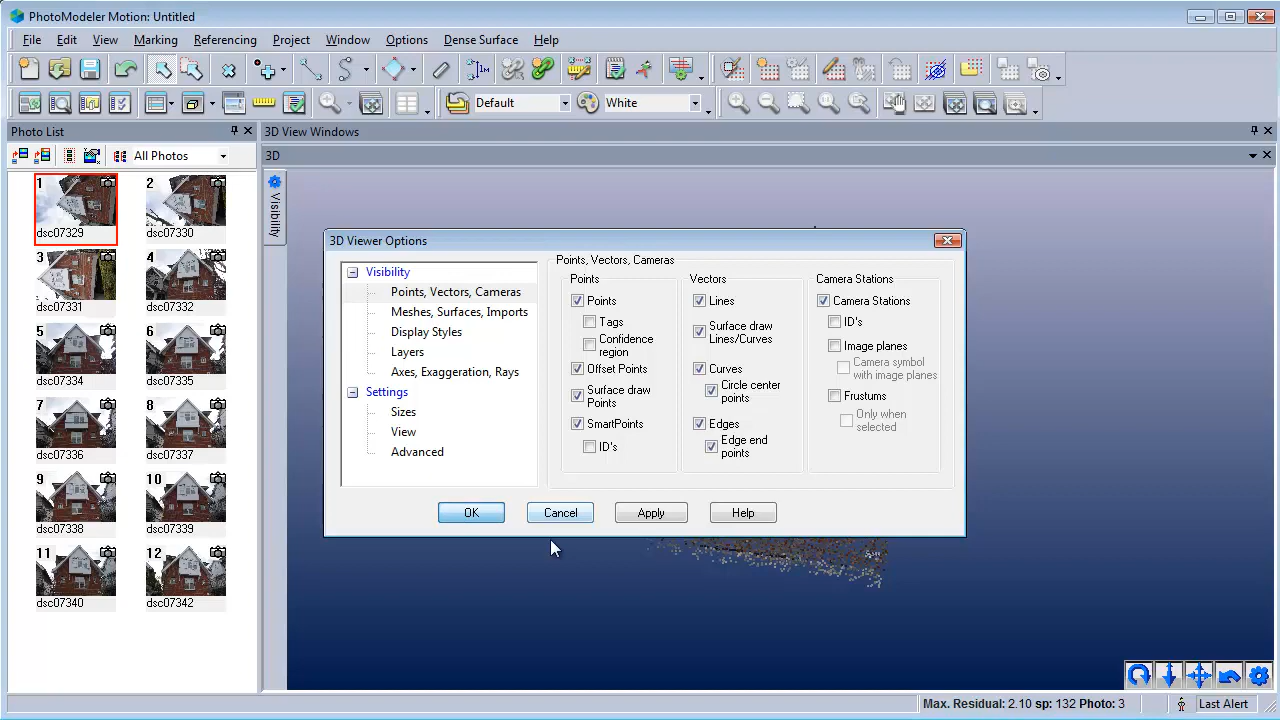 PhotoModeler Motion: Untitled
File Edit View Marking Referencing Project Window Options Dense Surface Help
Default White
Photo List
3D View Windows
All Photos
3D
Visibility
1 2
dsc07329 dsc07330
3 4
dsc07331 dsc07332
5 6
dsc07334 dsc07335
7 8
dsc07336 dsc07337
9 10
dsc07338 dsc07339
11 12
dsc07340 dsc07342
3D Viewer Options
Visibility
Points, Vectors, Cameras
Meshes, Surfaces, Imports
Display Styles
Layers
Axes, Exaggeration, Rays
Settings
Sizes
View
Advanced
Points, Vectors, Cameras
Points
Points
Tags
Confidence
region
Offset Points
Surface draw
Points
SmartPoints
ID's
Vectors
Lines
Surface draw
Lines/Curves
Curves
Circle center
points
Edges
Edge end
points
Camera Stations
Camera Stations
ID's
Image planes
Camera symbol
with image planes
Frustums
Only when
selected
OK Cancel Apply Help
Max. Residual: 2.10 sp: 132 Photo: 3
Last Alert